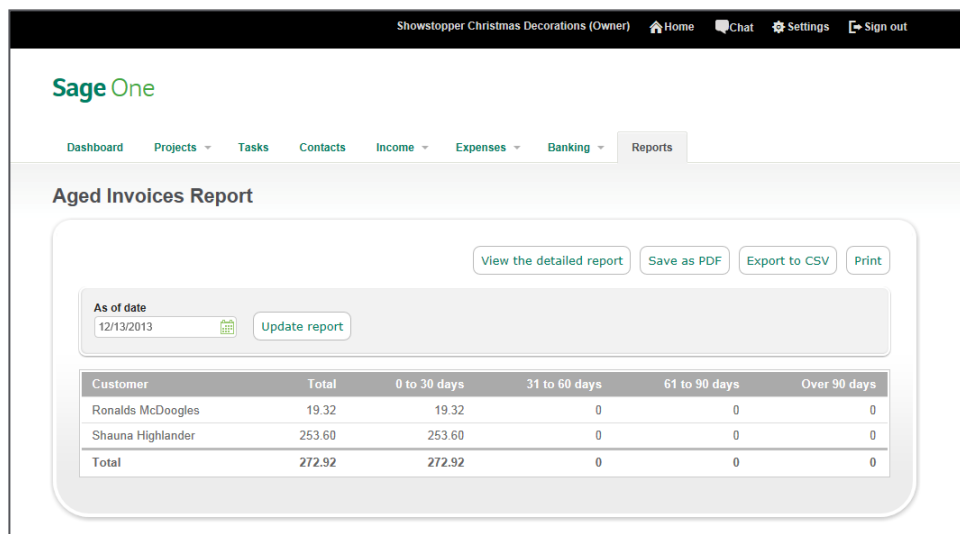 Showstopper Christmas Decorations (Owner) Home Chat Settings Sign out
Sage One
Dashboard Projects Tasks Contacts Income Expenses Banking Reports
Aged Invoices Report
View the detailed report Save as PDF Export to CSV Print
As of date
12/13/2013 Update report
Customer Total 0 to 30 days 31 to 60 days 61 to 90 days Over 90 days
Ronalds McDoogles 19.32 19.32 0 0 0
Shauna Highlander 253.60 253.60 0 0 0
Total 272.92 272.92 0 0 0